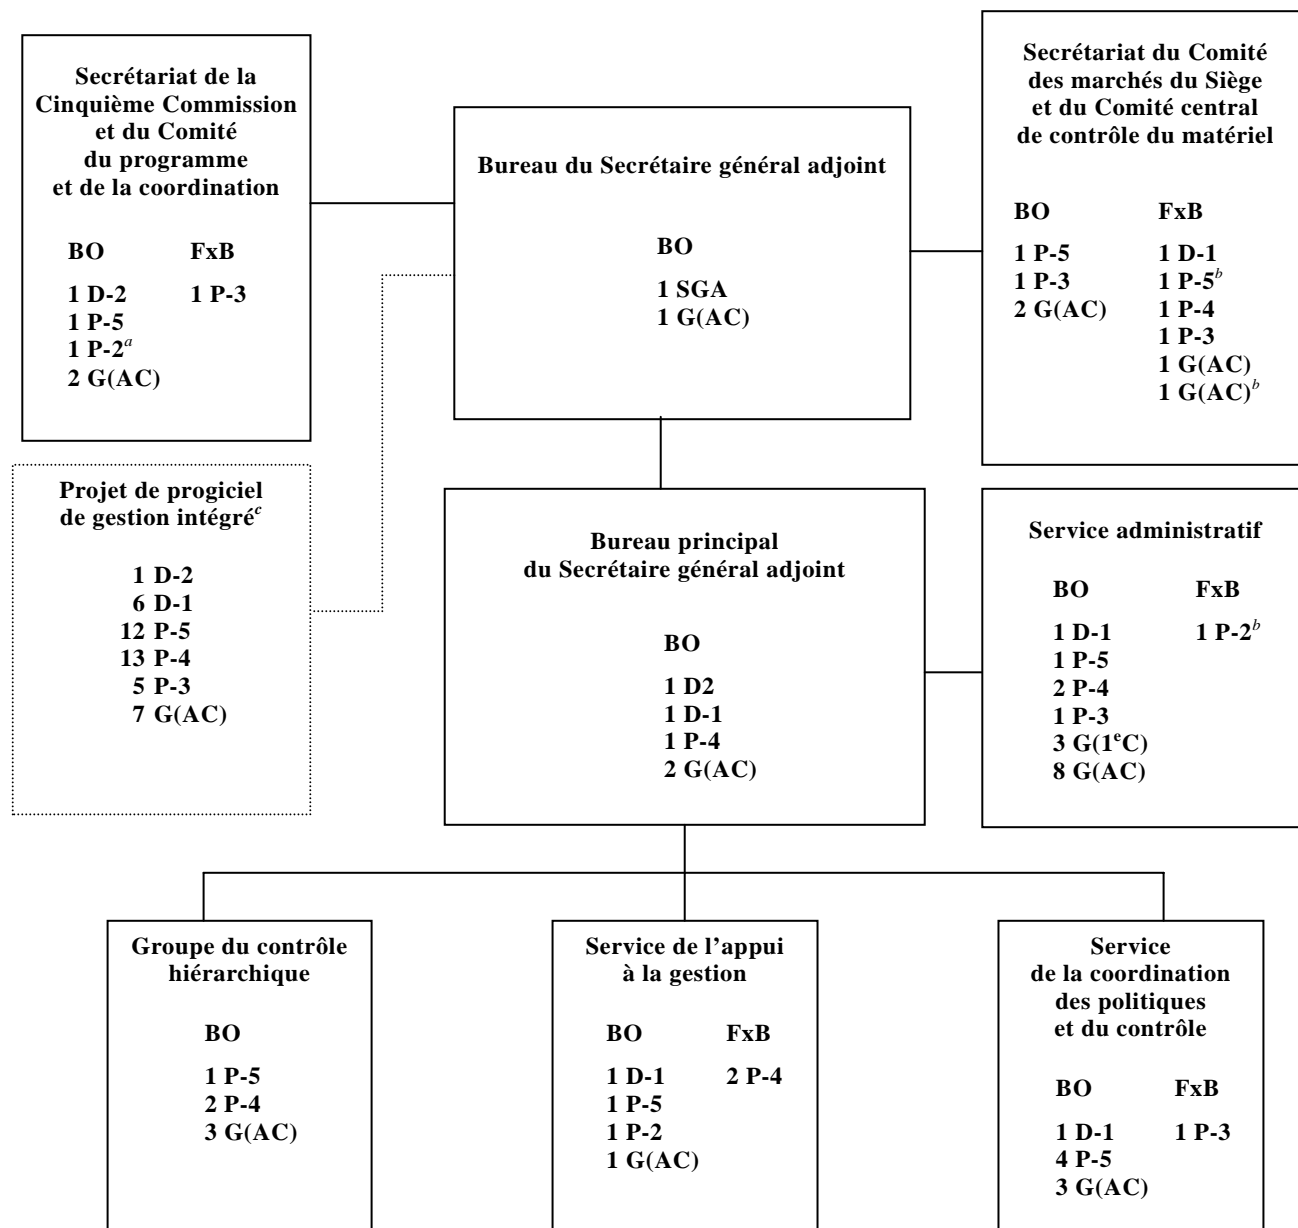 Secrétariat de la
Cinquième Commission
et du Comité
du programme
et de la coordination
BO FxB
1 D-2 1 P-3
1 P-5
1 P-2ᵃ
2 G(AC)
Bureau du Secrétaire général adjoint
BO
1 SGA
1 G(AC)
Secrétariat du Comité
des marchés du Siège
et du Comité central
de contrôle du matériel
BO FxB
1 P-5 1 D-1
1 P-3 1 P-5ᵇ
2 G(AC) 1 P-4
1 P-3
1 G(AC)
1 G(AC)ᵇ
Projet de progiciel
de gestion intégréᶜ
1 D-2
6 D-1
12 P-5
13 P-4
5 P-3
7 G(AC)
Bureau principal
du Secrétaire général adjoint
BO
1 D2
1 D-1
1 P-4
2 G(AC)
Service administratif
BO FxB
1 D-1 1 P-2ᵇ
1 P-5
2 P-4
1 P-3
3 G(1ᵉC)
8 G(AC)
Groupe du contrôle
hiérarchique
BO
1 P-5
2 P-4
3 G(AC)
Service de l’appui
à la gestion
BO FxB
1 D-1 2 P-4
1 P-5
1 P-2
1 G(AC)
Service
de la coordination
des politiques
et du contrôle
BO FxB
1 D-1 1 P-3
4 P-5
3 G(AC)